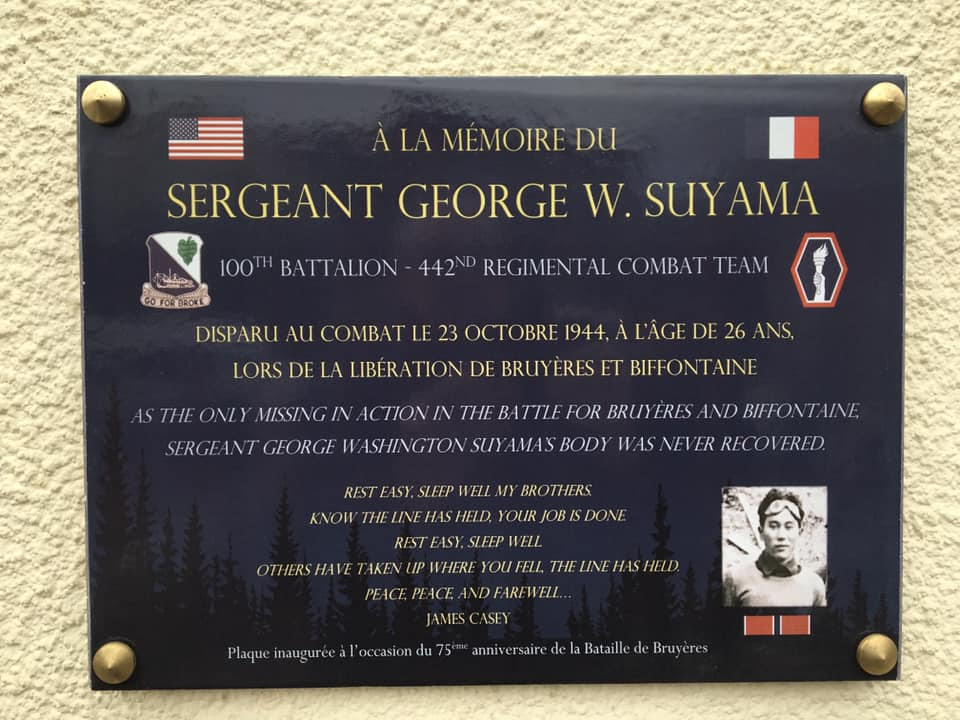 À LA MÉMOIRE DU
SERGEANT GEORGE W. SUYAMA
100TH BATTALION - 442ND REGIMENTAL COMBAT TEAM
GO FOR BROKE
DISPARU AU COMBAT LE 23 OCTOBRE 1944, À L'ÂGE DE 26 ANS,
LORS DE LA LIBÉRATION DE BRUYÈRES ET BIFFONTAINE
AS THE ONLY MISSING IN ACTION IN THE BATTLE FOR BRUYÈRES AND BIFFONTAINE,
SERGEANT GEORGE WASHINGTON SUYAMA'S BODY WAS NEVER RECOVERED.
REST EASY, SLEEP WELL MY BROTHERS.
KNOW THE LINE HAS HELD, YOUR JOB IS DONE.
REST EASY, SLEEP WELL.
OTHERS HAVE TAKEN UP WHERE YOU FELL, THE LINE HAS HELD.
PEACE, PEACE, AND FAREWELL...
JAMES CASEY
Plaque inaugurée à l'occasion du 75ème anniversaire de la Bataille de Bruyères